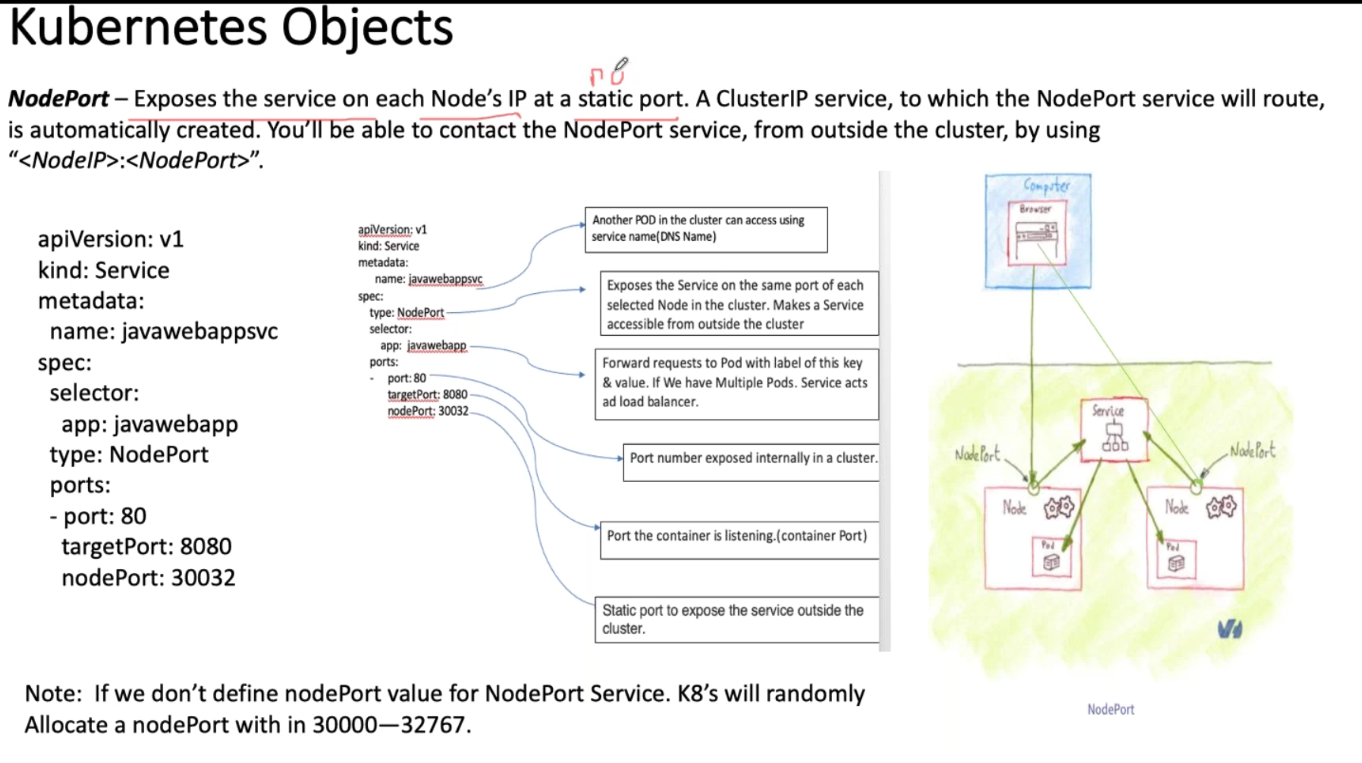 Kubernetes Objects
NodePort – Exposes the service on each Node's IP at a static port. A ClusterIP service, to which the NodePort service will route,
is automatically created. You'll be able to contact the NodePort service, from outside the cluster, by using
“<NodeIP>:<NodePort>”.
apiVersion: v1
kind: Service
metadata:
name: javawebappsvc
spec:
selector:
app: javawebapp
type: NodePort
ports:
- port: 80
targetPort: 8080
nodePort: 30032
apiVersion: v1
kind: Service
metadata:
name: javawebappsvc
spec:
type: NodePort
selector:
app: javawebapp
ports:
- port: 80
targetPort: 8080
nodePort: 30032
Another POD in the cluster can access using
service name(DNS Name)
Exposes the Service on the same port of each
selected Node in the cluster. Makes a Service
accessible from outside the cluster
Forward requests to Pod with label of this key
& value. If We have Multiple Pods. Service acts
ad load balancer.
Port number exposed internally in a cluster.
Port the container is listening.(container Port)
Static port to expose the service outside the
cluster.
Computer
Browser
Service
NodePort
NodePort
Node
Node
Pod
Pod
NodePort
Note: If we don't define nodePort value for NodePort Service. K8's will randomly
Allocate a nodePort with in 30000—32767.